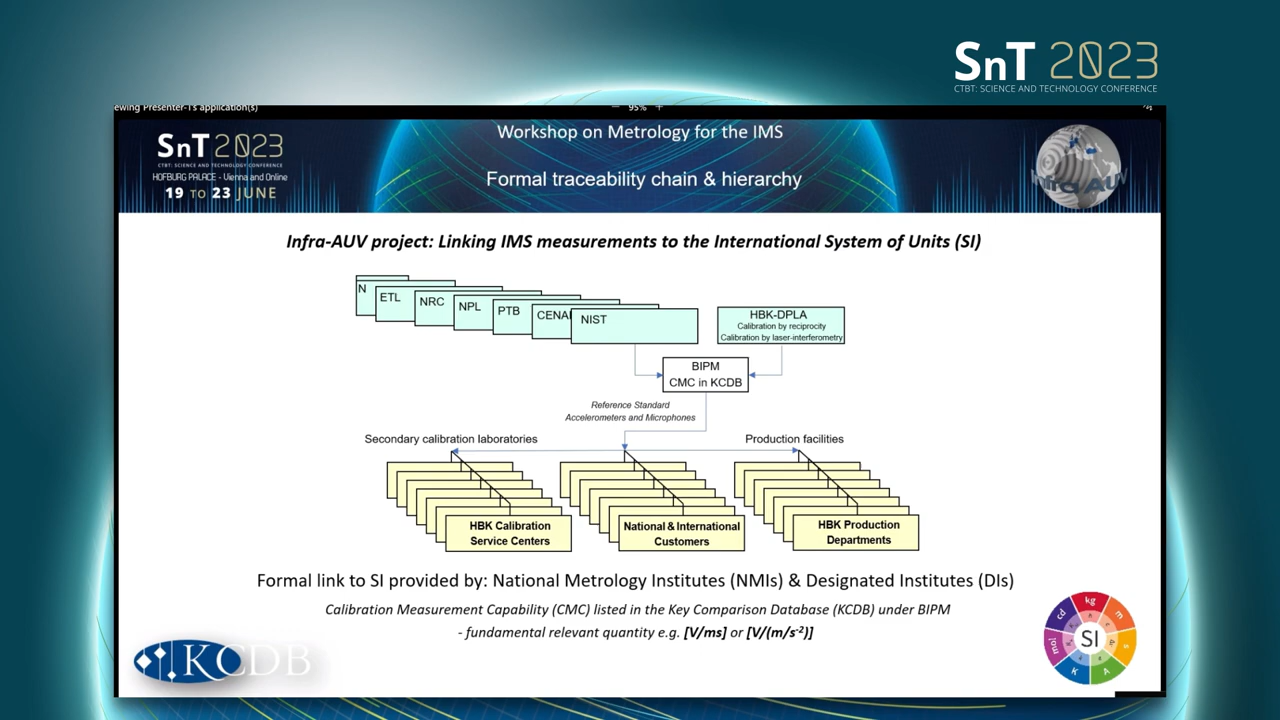 SnT 2023
CTBT: SCIENCE AND TECHNOLOGY CONFERENCE
ewing Presenter-1's application(s)
95%
SnT 2023
CTBT: SCIENCE AND TECHNOLOGY CONFERENCE
HOFBURG PALACE - Vienna and Online
19 TO 23 JUNE
Workshop on Metrology for the IMS
Formal traceability chain & hierarchy
Infra-AUV
Infra-AUV project: Linking IMS measurements to the International System of Units (SI)
N
ETL
NRC
NPL
PTB
CENA
NIST
HBK-DPLA
Calibration by reciprocity
Calibration by laser-interferometry
BIPM
CMC in KCDB
Reference Standard
Accelerometers and Microphones
Secondary calibration laboratories
Production facilities
HBK Calibration
Service Centers
National & International
Customers
HBK Production
Departments
Formal link to SI provided by: National Metrology Institutes (NMIs) & Designated Institutes (DIs)
Calibration Measurement Capability (CMC) listed in the Key Comparison Database (KCDB) under BIPM
- fundamental relevant quantity e.g. [V/ms] or [V/(m/s⁻²)]
KCDB
kg
m
s
A
K
mol
cd
SI